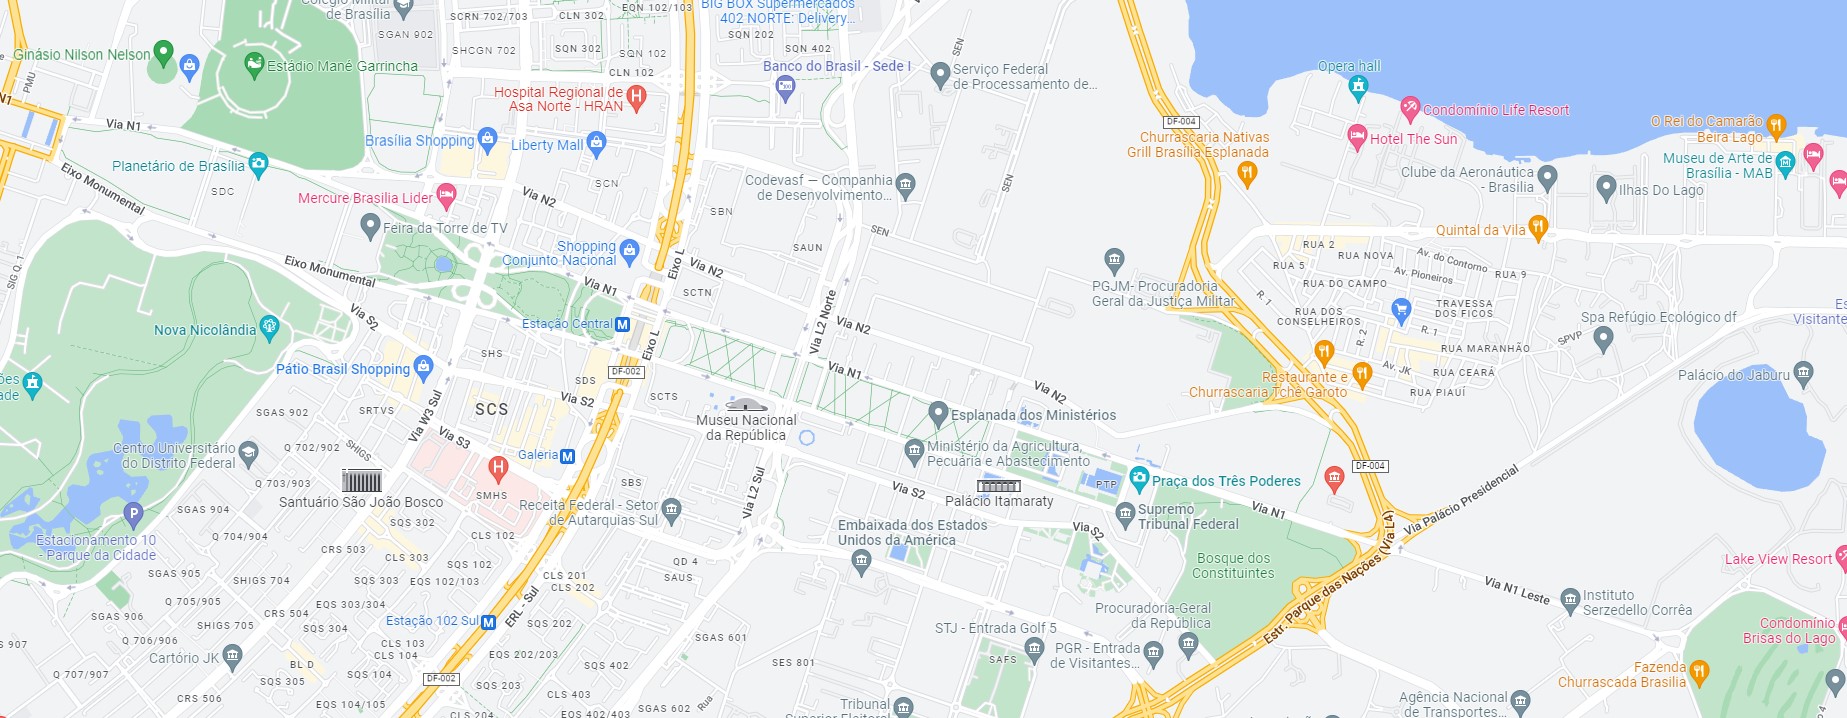 Colégio Militar
de Brasília
SCRN 702/703
CLN 302
EQN 102/103
BIG BOX Supermercados
402 NORTE: Delivery...
SGAN 902
SHCGN 702
SQN 302
SQN 102
SQN 202
SQN 402
CLN 102
Ginásio Nilson Nelson
Estádio Mané Garrincha
PMU
N1
Via N1
Hospital Regional de
Asa Norte - HRAN
Banco do Brasil - Sede I
SEN
Serviço Federal
de Processamento de...
DF-004
Opera hall
Condomínio Life Resort
Hotel The Sun
O Rei do Camarão
Beira Lago
Museu de Arte de
Brasília - MAB
Brasília Shopping
Liberty Mall
Churrascaria Nativas
Grill Brasília Esplanada
Clube da Aeronáutica
- Brasilia
Ilhas Do Lago
Planetário de Brasília
Eixo Monumental
SDC
Mercure Brasilia Lider
SCN
Via N2
Codevasf — Companhia
de Desenvolvimento...
SEN
SBN
Feira da Torre de TV
SEN
SAUN
Quintal da Vila
Shopping
Conjunto Nacional
Eixo L
Via N2
SCTN
RUA 2
RUA NOVA
Av. do Contorno
RUA 5
Av. Pioneiros
RUA 9
RUA DO CAMPO
PGJM- Procuradoria
Geral da Justiça Militar
R. 1
RUA DOS
CONSELHEIROS
TRAVESSA
DOS FICOS
R. 2
R. 1
RUA MARANHÃO
RUA CEARÁ
Av. JK
RUA PIAUÍ
Es
Visitante
Spa Refúgio Ecológico df
SPVP
Palácio do Jaburu
SIG Q. 1
Eixo Monumental
Via N1
Via S2
Nova Nicolândia
Estação Central
Eixo L
Via L2 Norte
Via N2
Via N1
Via N2
SHS
SDS
DF-002
Pátio Brasil Shopping
Restaurante e
Churrascaria Tchê Garoto
ões
ade
SCS
Via S2
SCTS
Museu Nacional
da República
Esplanada dos Ministérios
Ministério da Agricultura,
Pecuária e Abastecimento
SGAS 902
SRTVS
Via W3 Sul
Via S3
Q 702/902
SHIGS
Centro Universitário
do Distrito Federal
Galeria
DF-004
Q 703/903
Santuário São João Bosco
SMHS
SBS
Via L2 Sul
Via S2
Palácio Itamaraty
PTP
Praça dos Três Poderes
Via N1
Via Palácio Presidencial
SGAS 904
SQS 302
Receita Federal - Setor
de Autarquias Sul
Embaixada dos Estados
Unidos da América
Via S2
Supremo
Tribunal Federal
Estacionamento 10
- Parque da Cidade
Q 704/904
CLS 102
CRS 503
CLS 303
SQS 102
QD 4
SAUS
Bosque dos
Constituintes
Estr. Parque das Nações (Via L4)
Lake View Resort
SGAS 905
SHIGS 704
SQS 303
EQS 102/103
CLS 201
CLS 202
Via N1 Leste
Instituto
Serzedello Corrêa
Q 705/905
EQS 303/304
CRS 504
SGAS 906
SHIGS 705
SQS 304
Estação 102 Sul
ERL - Sul
SQS 202
SGAS 601
Procuradoria-Geral
da República
Condomínio
Brisas do Lago
S 907
Q 706/906
CLS 103
CLS 104
STJ - Entrada Golf 5
PGR - Entrada
de Visitantes...
Cartório JK
BL D
EQS 202/203
SQS 402
SES 801
SAFS
Q 707/907
SQS 305
SQS 104
DF-002
SQS 203
Fazenda
Churrascada Brasilia
CRS 506
EQS 104/105
CLS 403
CLS 204
EQS 402/403
SGAS 602
Rua
Tribunal
Superior Eleitoral
Agência Nacional
de Transportes...